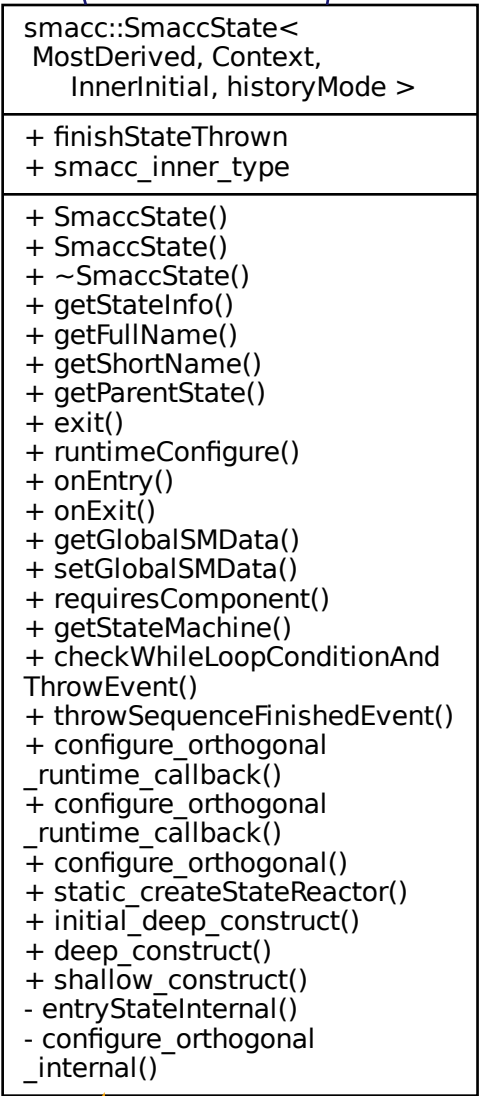 smacc::SmaccState<
MostDerived, Context,
InnerInitial, historyMode >
+ finishStateThrown
+ smacc_inner_type
+ SmaccState()
+ SmaccState()
+ ~SmaccState()
+ getStateInfo()
+ getFullName()
+ getShortName()
+ getParentState()
+ exit()
+ runtimeConfigure()
+ onEntry()
+ onExit()
+ getGlobalSMData()
+ setGlobalSMData()
+ requiresComponent()
+ getStateMachine()
+ checkWhileLoopConditionAnd
ThrowEvent()
+ throwSequenceFinishedEvent()
+ configure_orthogonal
_runtime_callback()
+ configure_orthogonal
_runtime_callback()
+ configure_orthogonal()
+ static_createStateReactor()
+ initial_deep_construct()
+ deep_construct()
+ shallow_construct()
- entryStateInternal()
- configure_orthogonal
_internal()